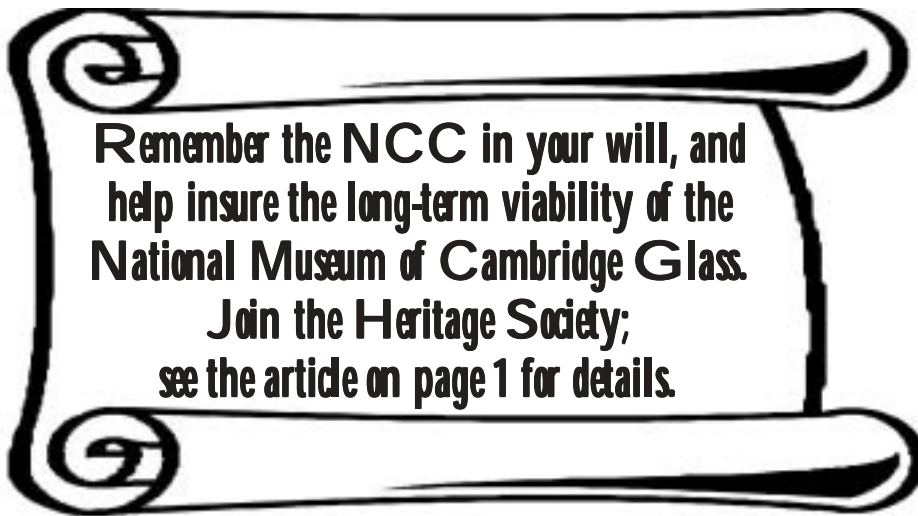 Remember the NCC in your will, and
help insure the long-term viability of the
National Museum of Cambridge Glass.
Join the Heritage Society;
see the article on page 1 for details.